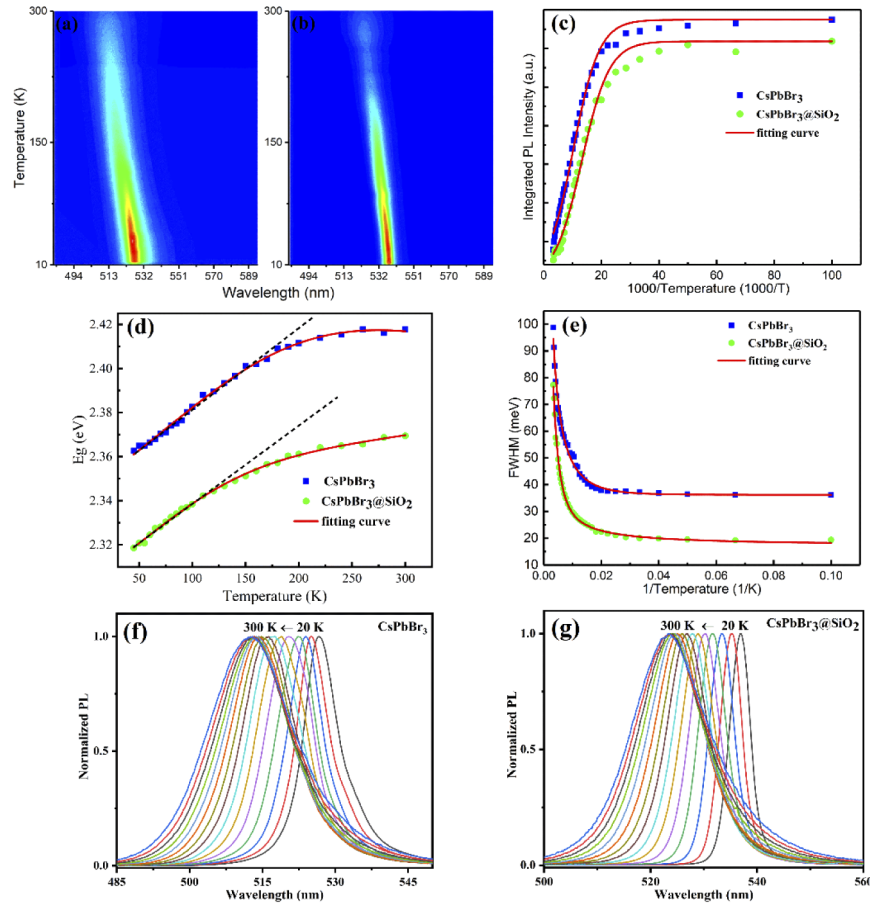 (a)
(b)
Temperature (K)
300
150
10
494 513 532 551 570 589
494 513 532 551 570 589
Wavelength (nm)
(c)
Integrated PL Intensity (a.u.)
CsPbBr3
CsPbBr3@SiO2
fitting curve
0 20 40 60 80 100
1000/Temperature (1000/T)
(d)
Eg (eV)
2.42
2.40
2.38
2.36
2.34
2.32
CsPbBr3
CsPbBr3@SiO2
fitting curve
50 100 150 200 250 300
Temperature (K)
(e)
FWHM (meV)
100
90
80
70
60
50
40
30
20
10
0
CsPbBr3
CsPbBr3@SiO2
fitting curve
0.00 0.02 0.04 0.06 0.08 0.10
1/Temperature (1/K)
(f)
300 K ← 20 K
CsPbBr3
Normalized PL
1.0
0.5
0.0
485 500 515 530 545
Wavelength (nm)
(g)
300 K ← 20 K
CsPbBr3@SiO2
Normalized PL
1.0
0.5
0.0
500 520 540 560
Wavelength (nm)